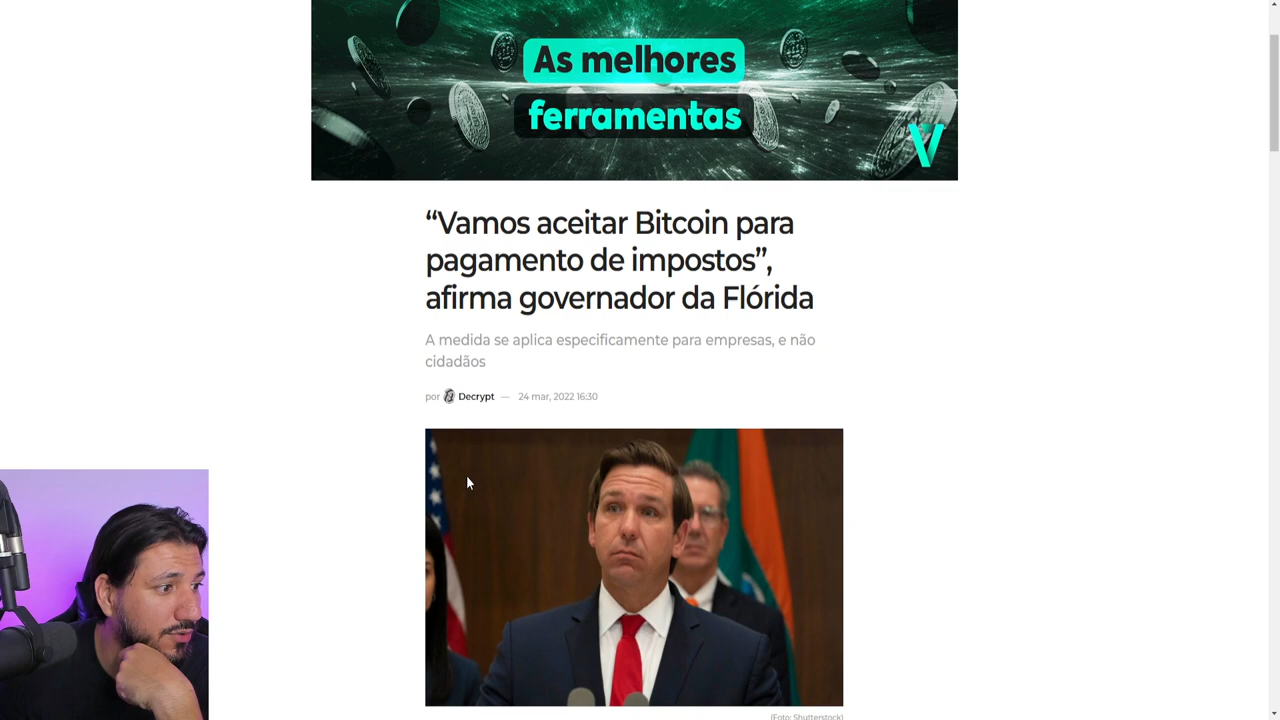 As melhores
ferramentas
“Vamos aceitar Bitcoin para
pagamento de impostos”,
afirma governador da Flórida
A medida se aplica especificamente para empresas, e não
cidadãos
por Decrypt — 24 mar, 2022 16:30
(Foto: Shutterstock)